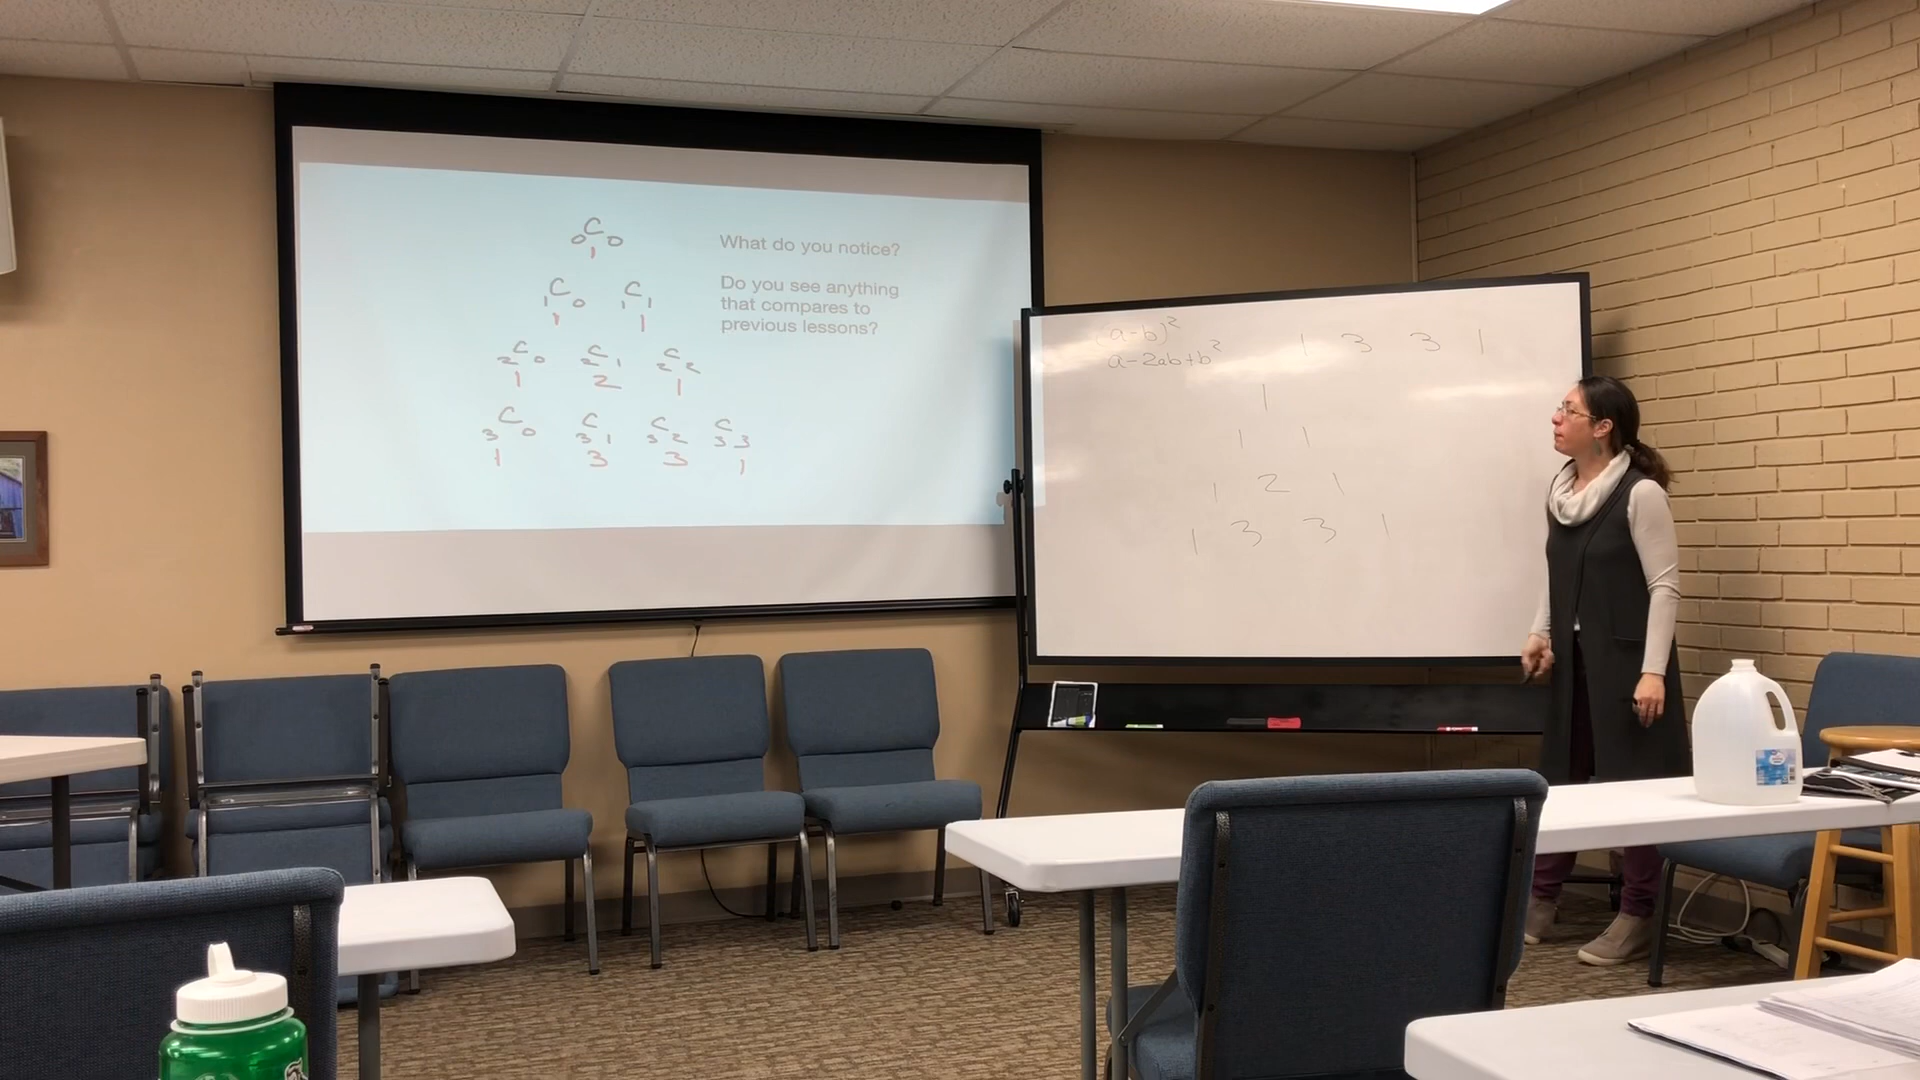 ₀C₀
1
₁C₀ ₁C₁
1 1
₂C₀ ₂C₁ ₂C₂
1 2 1
₃C₀ ₃C₁ ₃C₂ ₃C₃
1 3 3 1
What do you notice?
Do you see anything
that compares to
previous lessons?
(a-b)²
a-2ab+b²
1 3 3 1
1
1 1
1 2 1
1 3 3 1